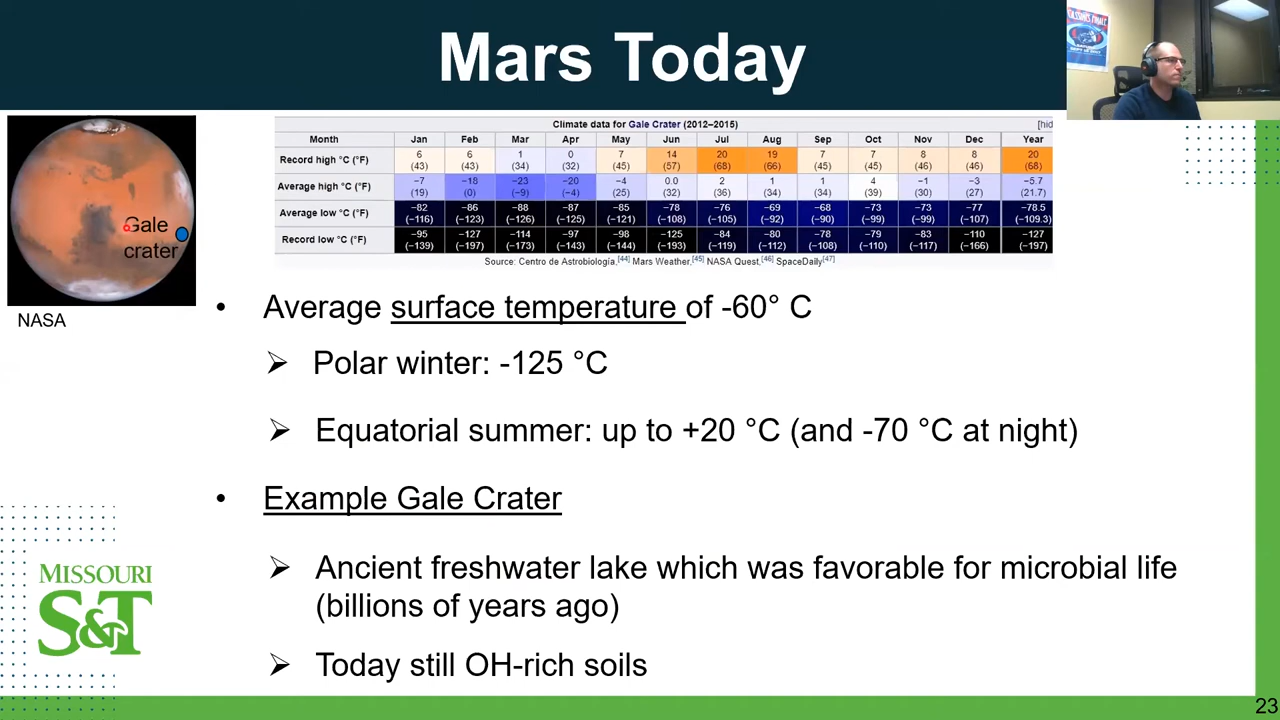 Mars Today
Climate data for Gale Crater (2012–2015) [hid
Month Jan Feb Mar Apr May Jun Jul Aug Sep Oct Nov Dec Year
Record high °C (°F) 6 (43) 6 (43) 1 (34) 0 (32) 7 (45) 14 (57) 20 (68) 19 (66) 7 (45) 7 (45) 8 (46) 8 (46) 20 (68)
Average high °C (°F) −7 (19) −18 (0) −23 (−9) −20 (−4) −4 (25) 0.0 (32) 2 (36) 1 (34) 1 (34) 4 (39) −1 (30) −3 (27) −5.7 (21.7)
Average low °C (°F) −82 (−116) −86 (−123) −88 (−126) −87 (−125) −85 (−121) −78 (−108) −76 (−105) −69 (−92) −68 (−90) −73 (−99) −73 (−99) −77 (−107) −78.5 (−109.3)
Record low °C (°F) −95 (−139) −127 (−197) −114 (−173) −97 (−143) −98 (−144) −125 (−193) −84 (−119) −80 (−112) −78 (−108) −79 (−110) −83 (−117) −110 (−166) −127 (−197)
Source: Centro de Astrobiología,[44] Mars Weather,[45] NASA Quest,[46] SpaceDaily[47]
Gale
crater
NASA
• Average surface temperature of -60° C
➢ Polar winter: -125 °C
➢ Equatorial summer: up to +20 °C (and -70 °C at night)
• Example Gale Crater
➢ Ancient freshwater lake which was favorable for microbial life
(billions of years ago)
➢ Today still OH-rich soils
MISSOURI
S&T
23